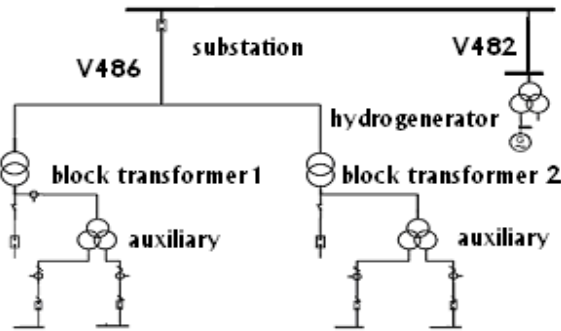 substation
V482
V486
hydrogenerator
block transformer 1
block transformer 2
auxiliary
auxiliary